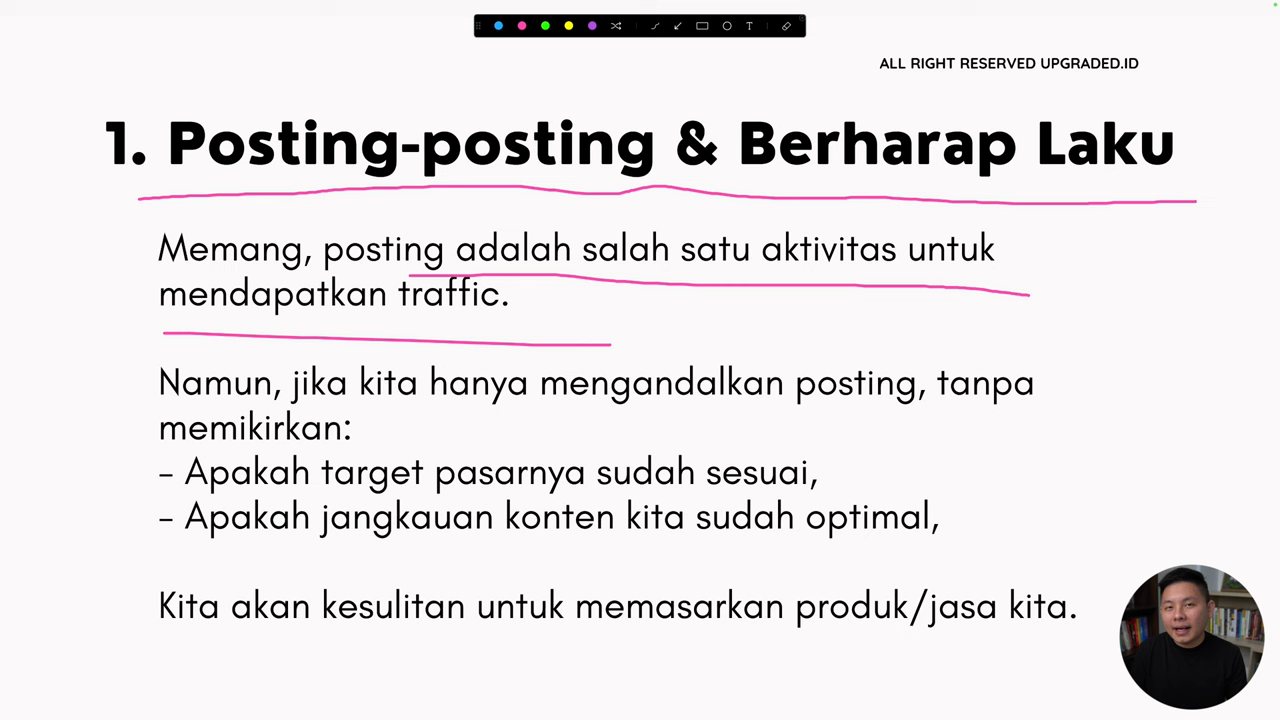 ALL RIGHT RESERVED UPGRADED.ID
1. Posting-posting & Berharap Laku
Memang, posting adalah salah satu aktivitas untuk
mendapatkan traffic.
Namun, jika kita hanya mengandalkan posting, tanpa
memikirkan:
- Apakah target pasarnya sudah sesuai,
- Apakah jangkauan konten kita sudah optimal,
Kita akan kesulitan untuk memasarkan produk/jasa kita.